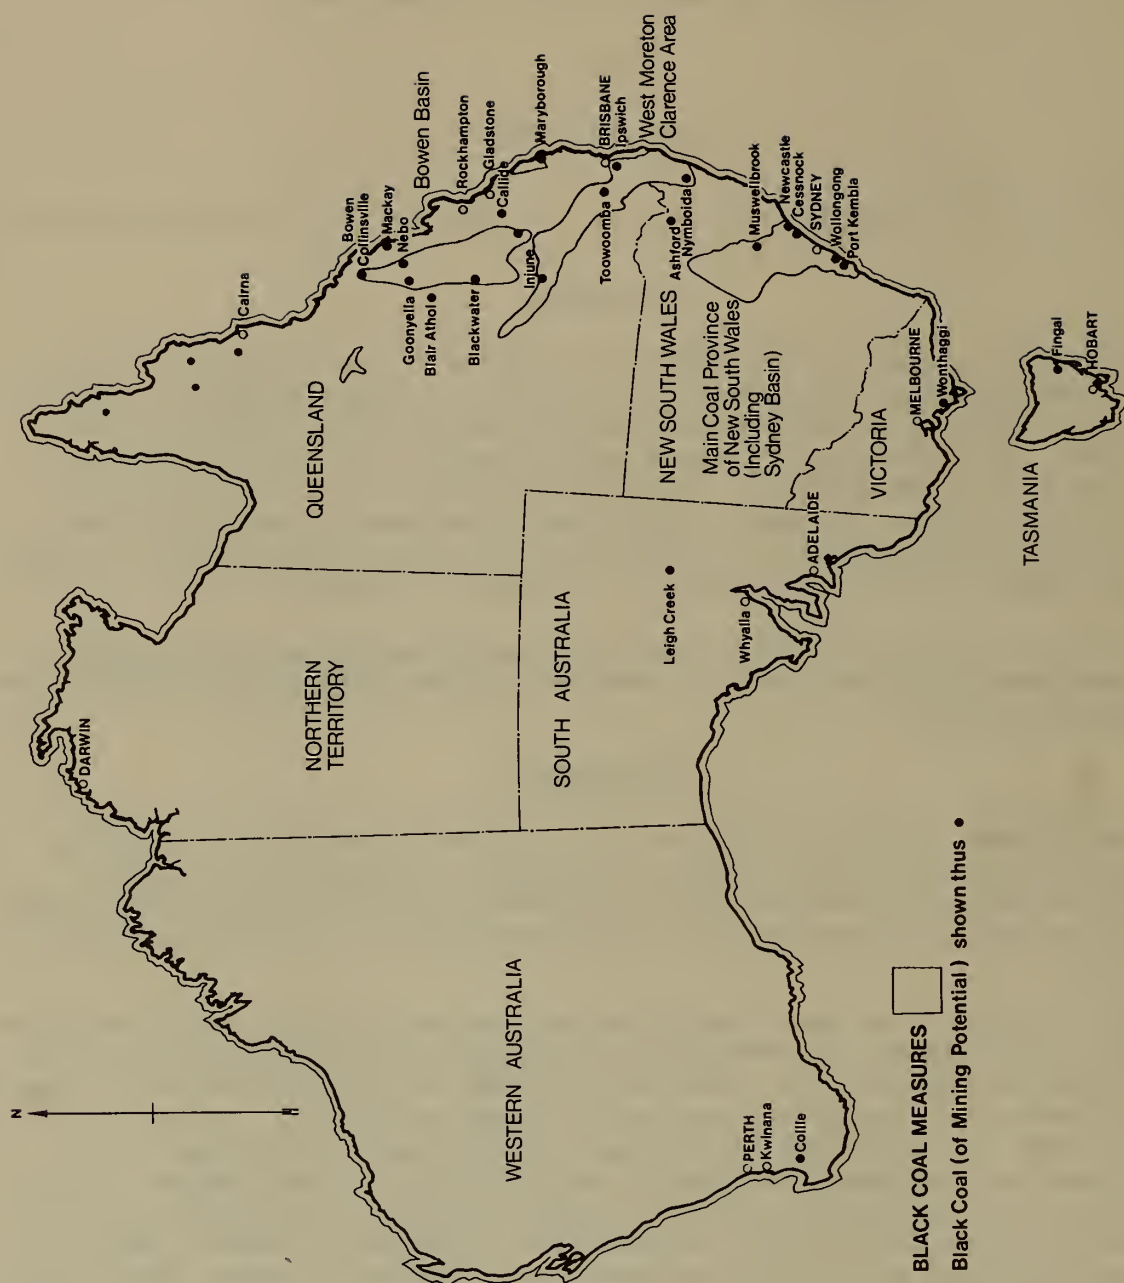 N
DARWIN
Cairna
Bowen
Collinsville
Mackay
Nebo
Bowen Basin
Goonyella
Blair Athol
Blackwater
Rockhampton
Gladstone
Callide
Maryborough
Injune
BRISBANE
Ipswich
West Moreton
Clarence Area
Toowoomba
Ashford
Nymboida
Muswellbrook
Newcastle
Cessnock
SYDNEY
Wollongong
Port Kembla
QUEENSLAND
NORTHERN
TERRITORY
WESTERN AUSTRALIA
SOUTH AUSTRALIA
Leigh Creek
Whyalla
ADELAIDE
NEW SOUTH WALES
Main Coal Province
of New South Wales
(Including
Sydney Basin)
VICTORIA
MELBOURNE
Wonthaggi
TASMANIA
Fingal
HOBART
PERTH
Kwinana
Collie
BLACK COAL MEASURES
Black Coal (of Mining Potential) shown thus